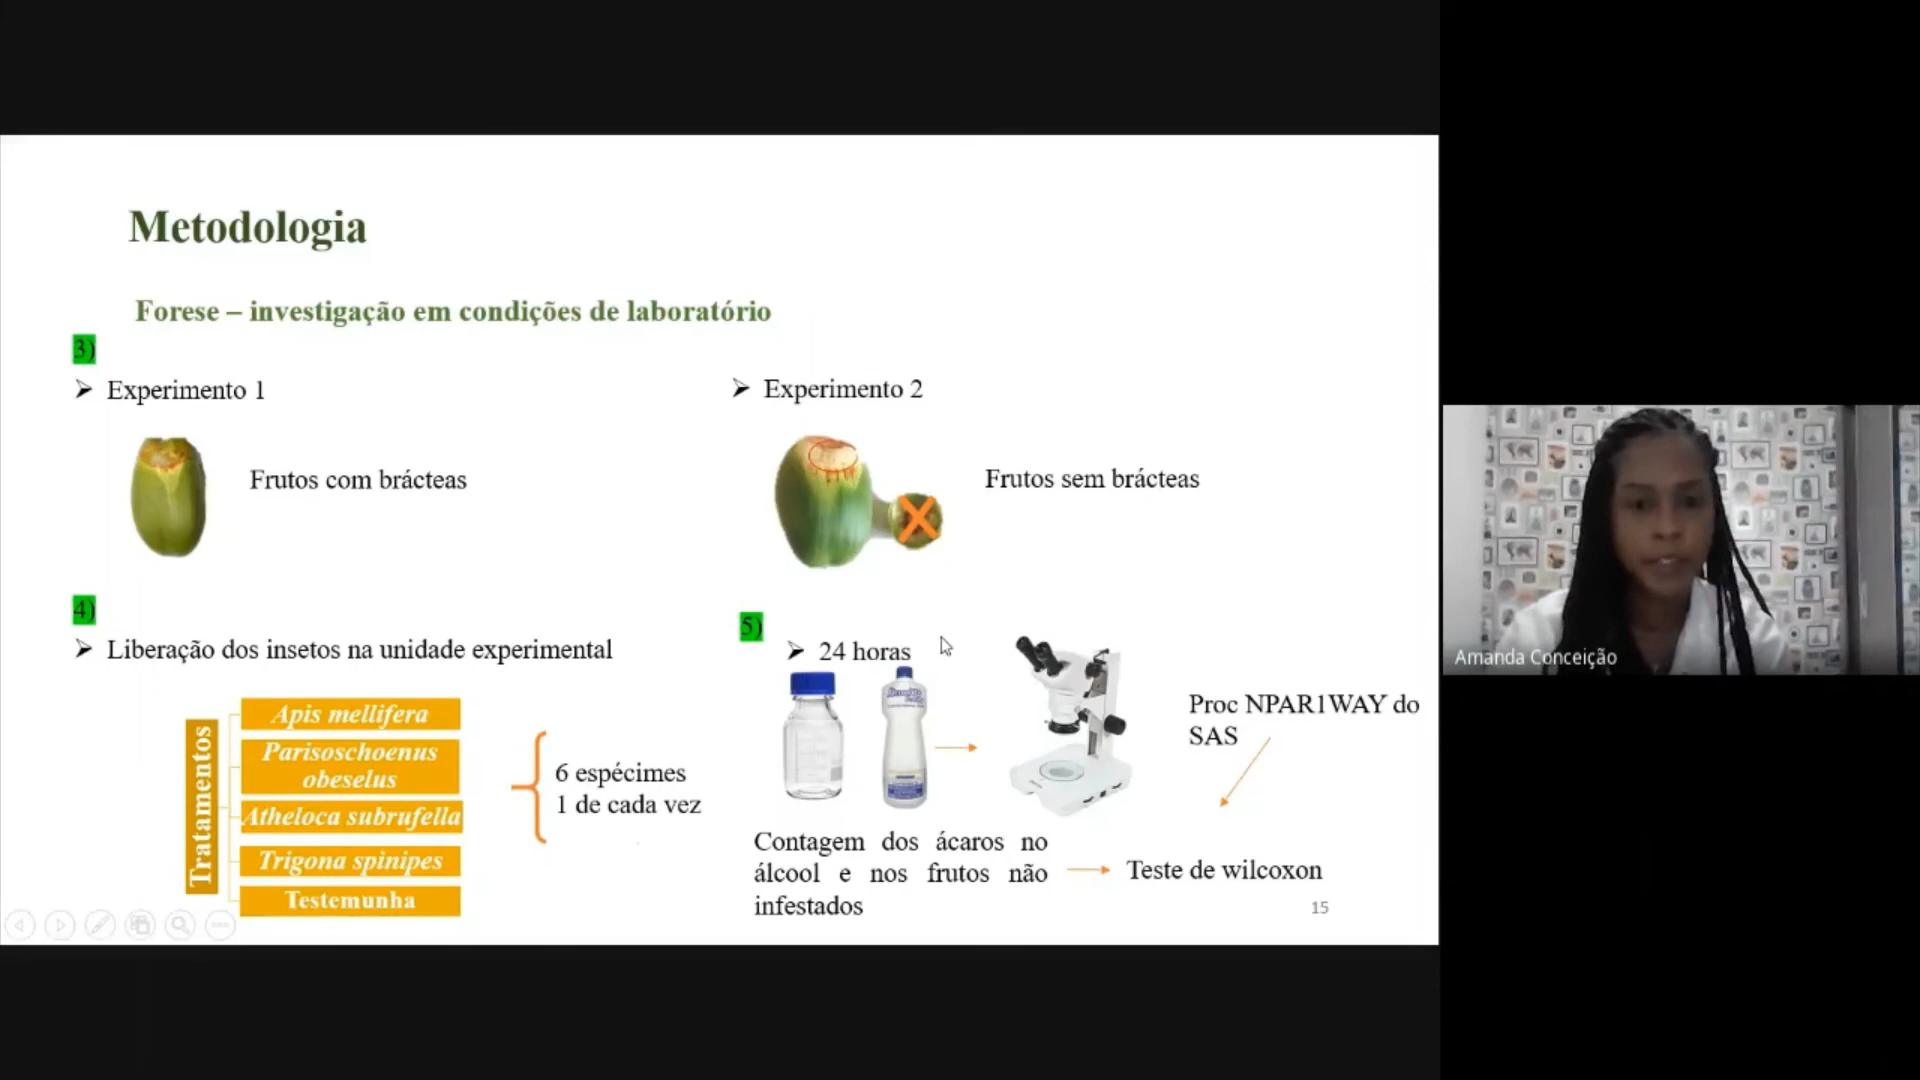 Metodologia
Forese – investigação em condições de laboratório
3)
Experimento 1
Frutos com brácteas
Experimento 2
Frutos sem brácteas
4)
Liberação dos insetos na unidade experimental
Tratamentos
Apis mellifera
Parisoschoenus
obeselus
Atheloca subrufella
Trigona spinipes
Testemunha
6 espécimes
1 de cada vez
5)
24 horas
Proc NPAR1WAY do
SAS
Contagem dos ácaros no
álcool e nos frutos não
infestados
Teste de wilcoxon
15
Amanda Conceição